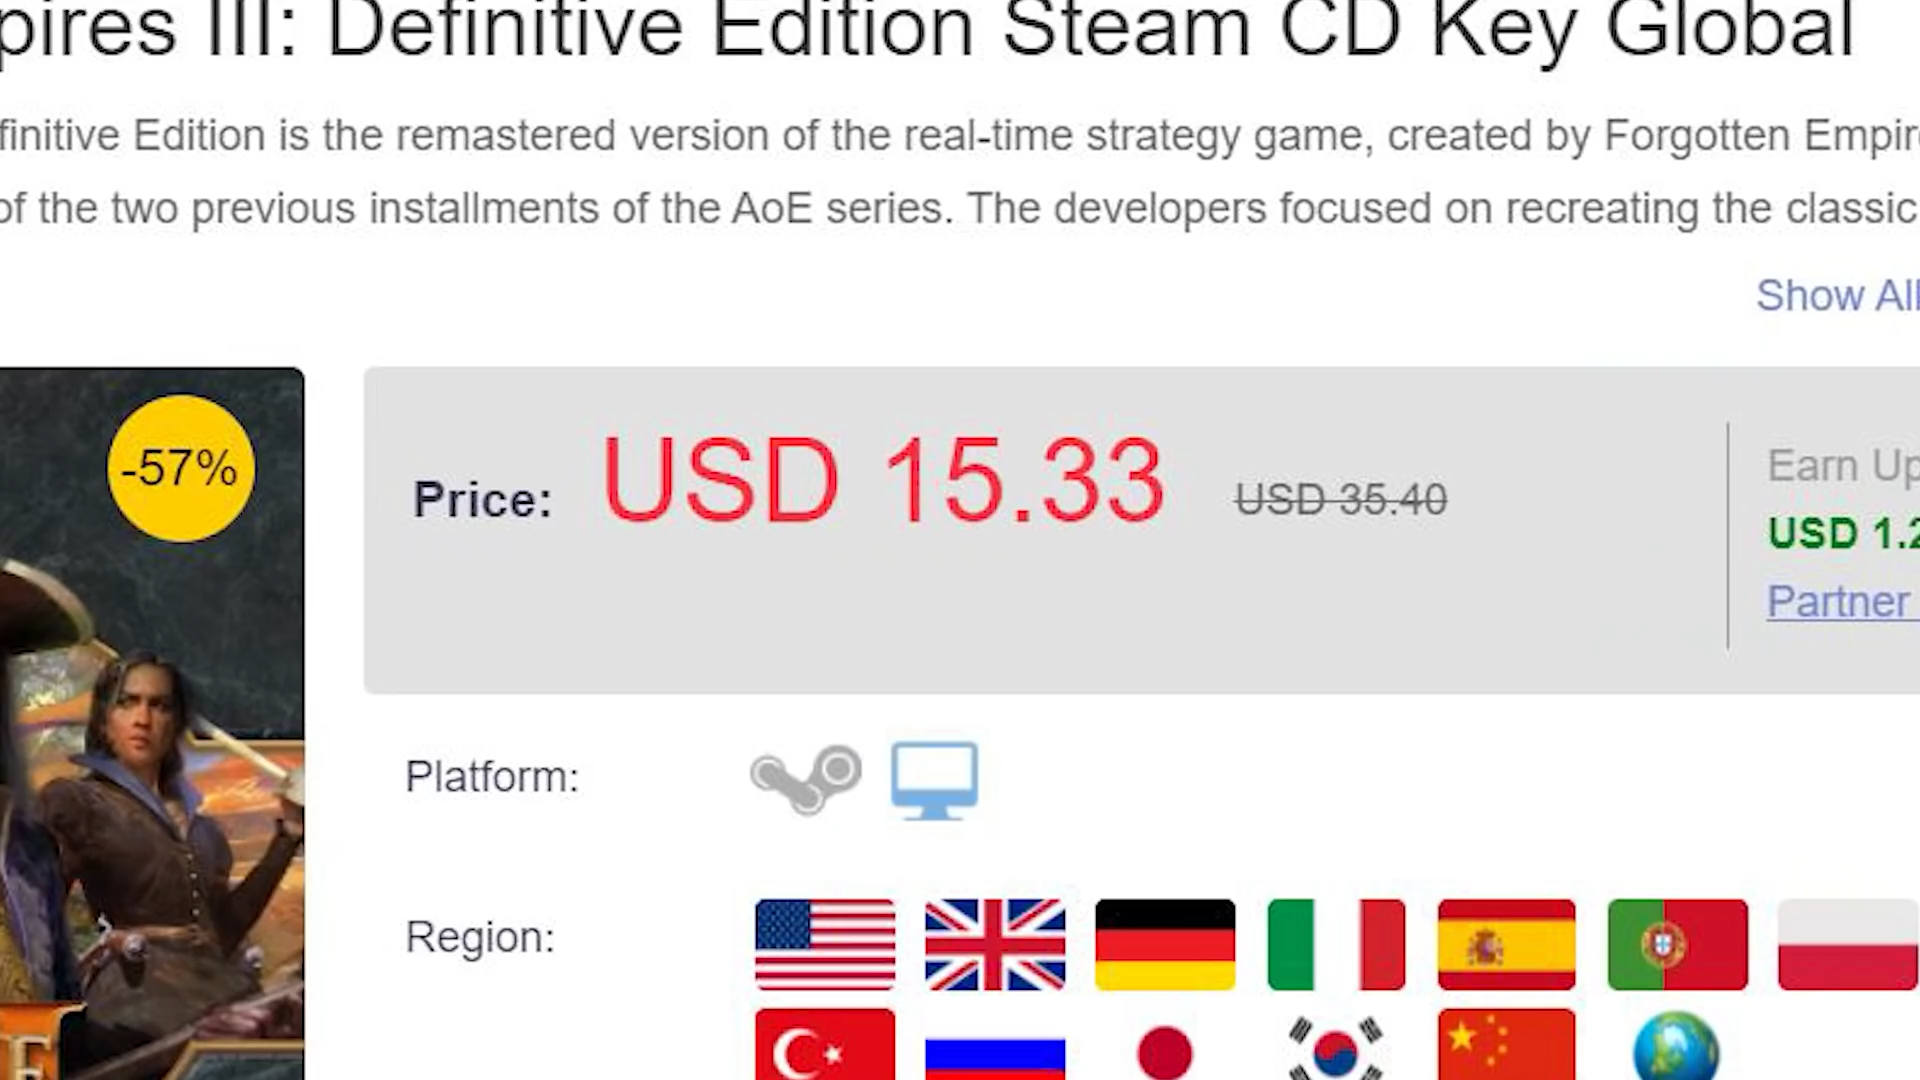 pires III: Definitive Edition Steam CD Key Global
finitive Edition is the remastered version of the real-time strategy game, created by Forgotten Empir
of the two previous installments of the AoE series. The developers focused on recreating the classic
Show All
-57%
Price: USD 15.33 USD 35.40
Earn Up
USD 1.2
Partner
Platform:
Region: